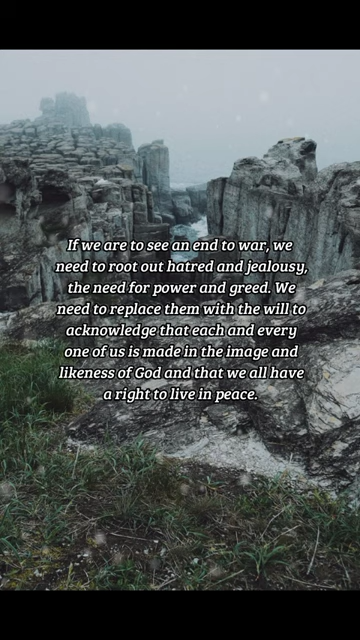 If we are to see an end to war, we
need to root out hatred and jealousy,
the need for power and greed. We
need to replace them with the will to
acknowledge that each and every
one of us is made in the image and
likeness of God and that we all have
a right to live in peace.